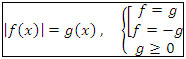 |f(x)| = g(x) , { [ f = g
f = -g
g ≥ 0